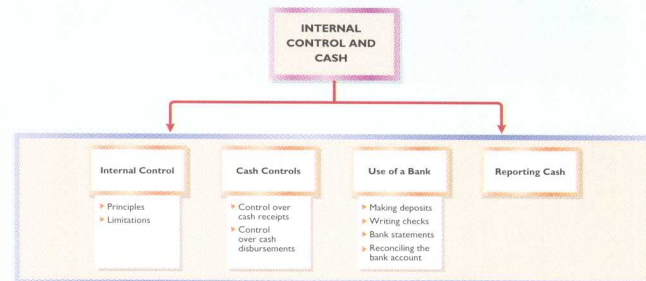 INTERNAL
CONTROL AND
CASH
Internal Control
Principles
Limitations
Cash Controls
Control over
cash receipts
Control
over cash
disbursements
Use of a Bank
Making deposits
Writing checks
Bank statements
Reconciling the
bank account
Reporting Cash